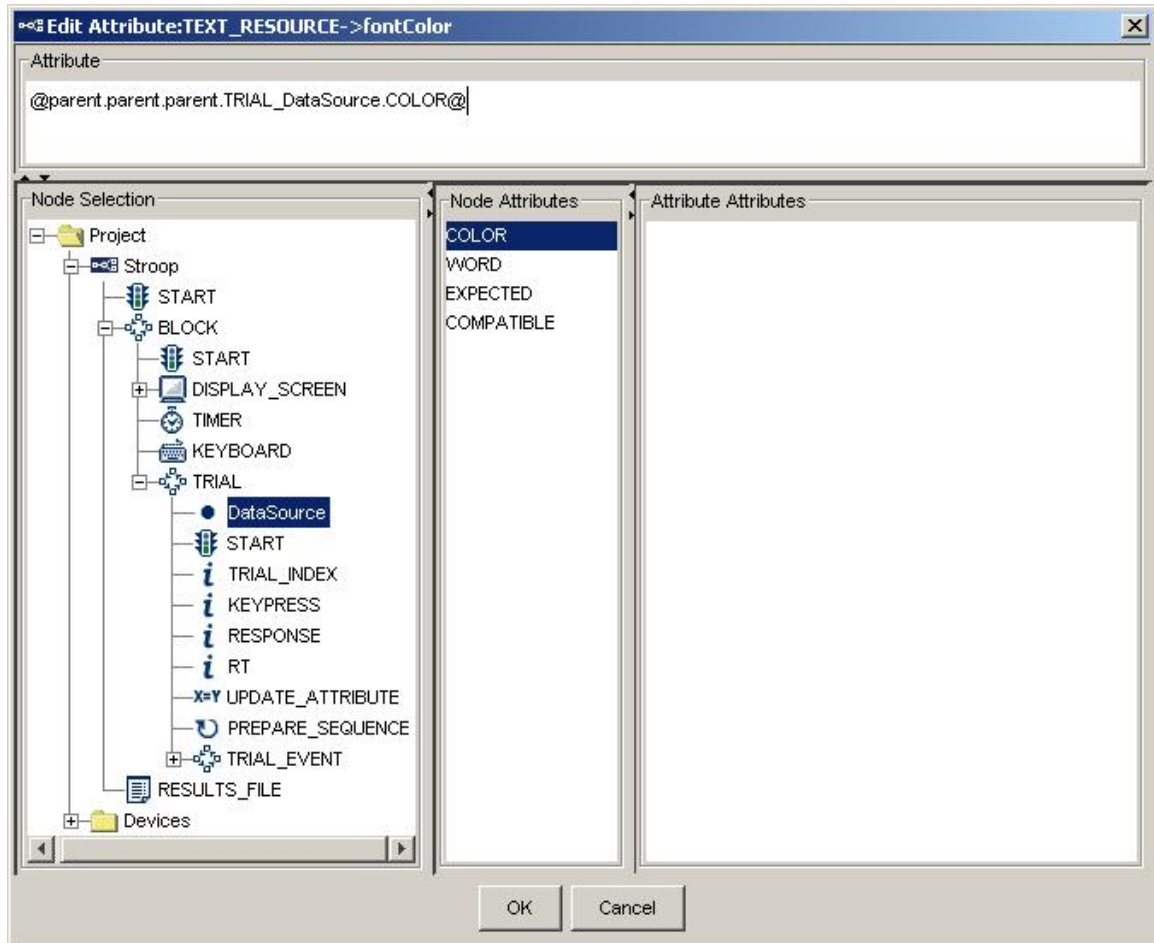 Edit Attribute:TEXT_RESOURCE->fontColor
Attribute
@parent.parent.parent.TRIAL_DataSource.COLOR@
Node Selection
Project
Stroop
START
BLOCK
START
DISPLAY_SCREEN
TIMER
KEYBOARD
TRIAL
DataSource
START
TRIAL_INDEX
KEYPRESS
RESPONSE
RT
X=Y UPDATE_ATTRIBUTE
PREPARE_SEQUENCE
TRIAL_EVENT
RESULTS_FILE
Devices
Node Attributes
COLOR
WORD
EXPECTED
COMPATIBLE
Attribute Attributes
OK
Cancel